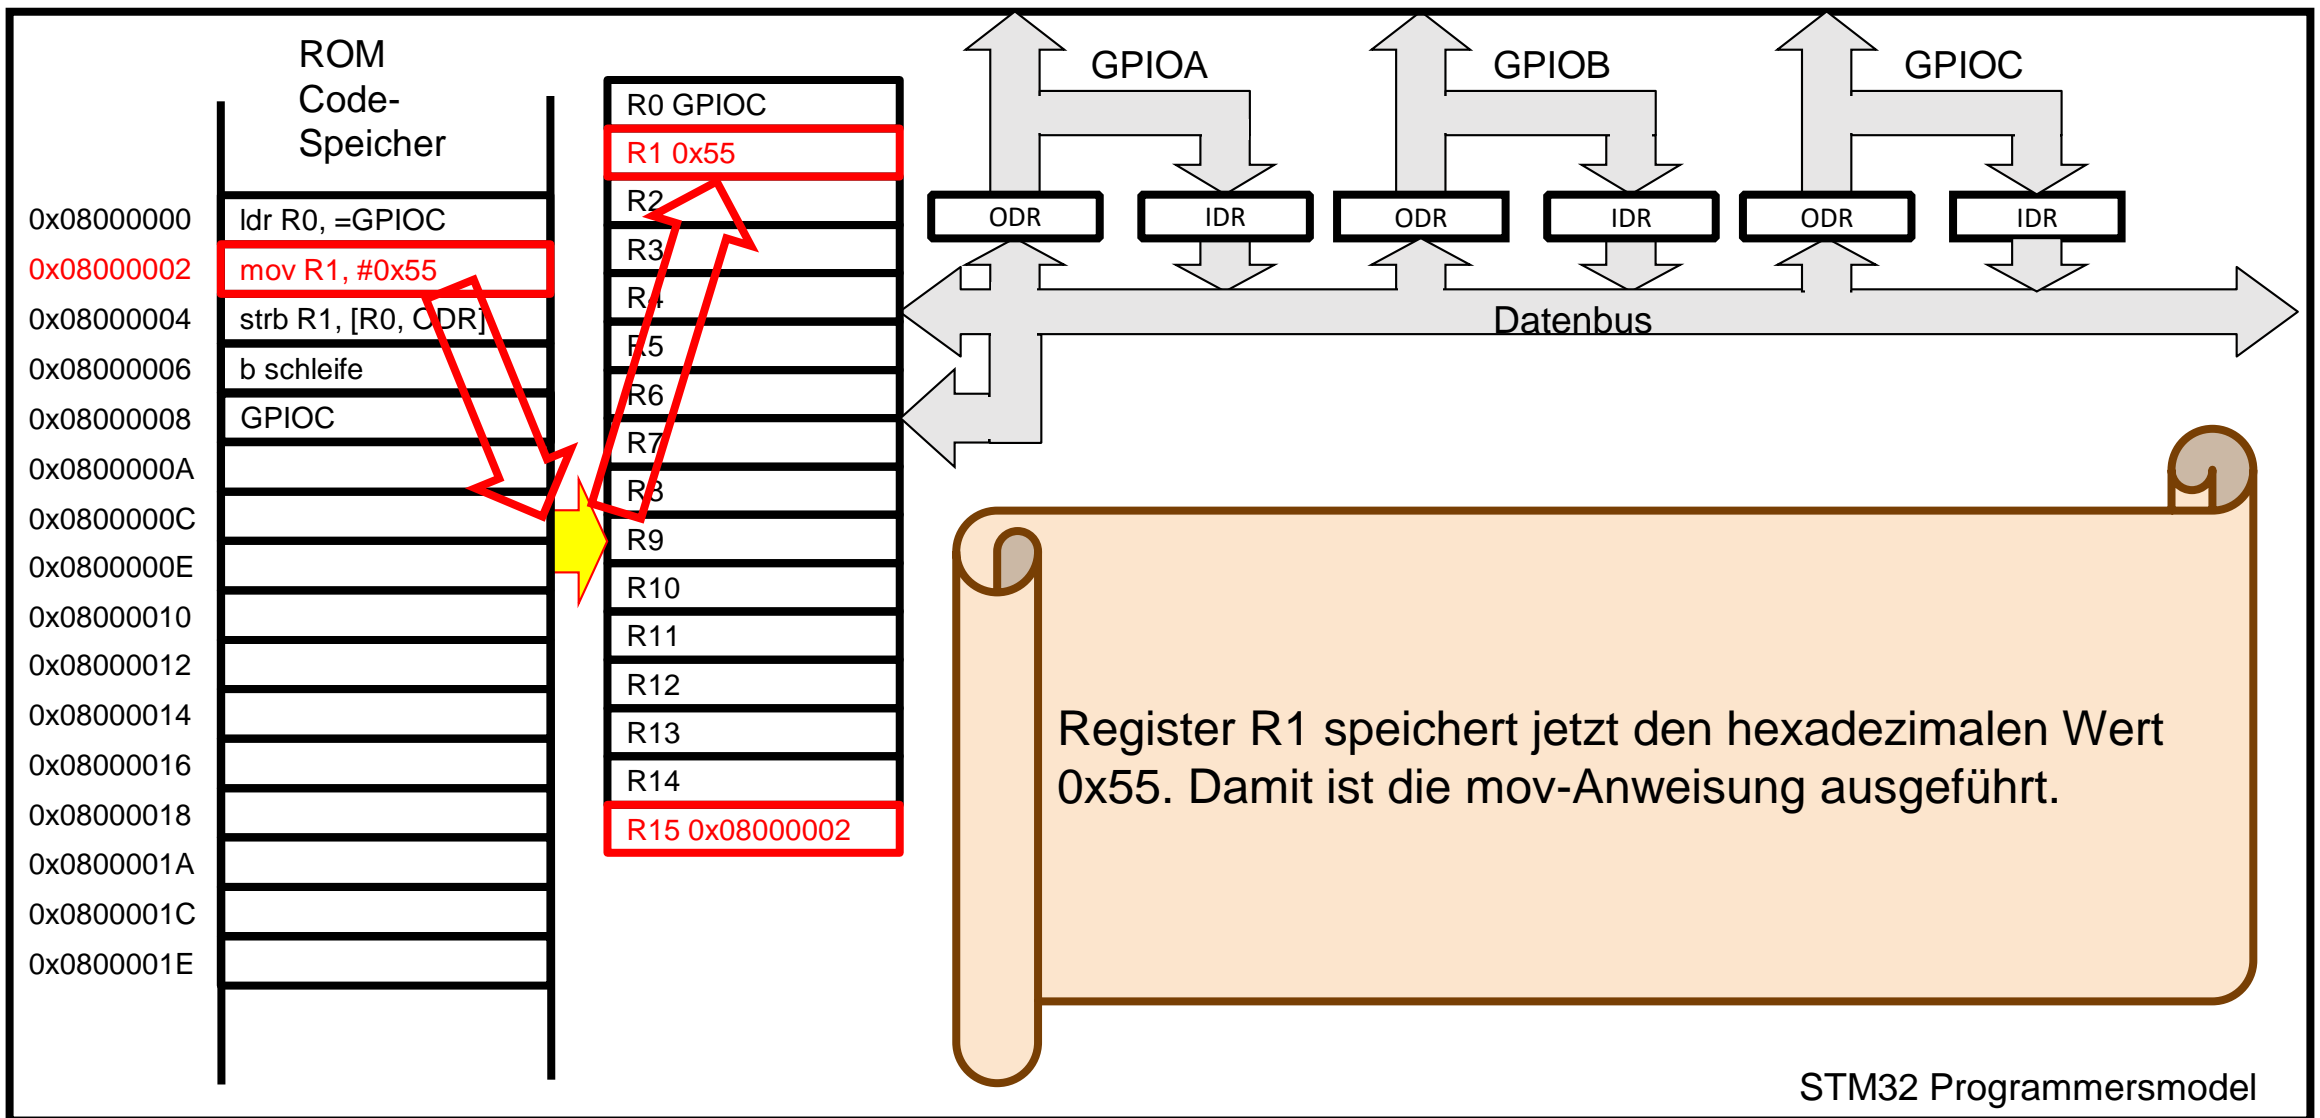 ROM
Code-
Speicher
0x08000000 ldr R0, =GPIOC
0x08000002 mov R1, #0x55
0x08000004 strb R1, [R0, ODR]
0x08000006 b schleife
0x08000008 GPIOC
0x0800000A
0x0800000C
0x0800000E
0x08000010
0x08000012
0x08000014
0x08000016
0x08000018
0x0800001A
0x0800001C
0x0800001E
R0 GPIOC
R1 0x55
R2
R3
R4
R5
R6
R7
R8
R9
R10
R11
R12
R13
R14
R15 0x08000002
GPIOA GPIOB GPIOC
ODR IDR ODR IDR ODR IDR
Datenbus
Register R1 speichert jetzt den hexadezimalen Wert
0x55. Damit ist die mov-Anweisung ausgeführt.
STM32 Programmersmodel